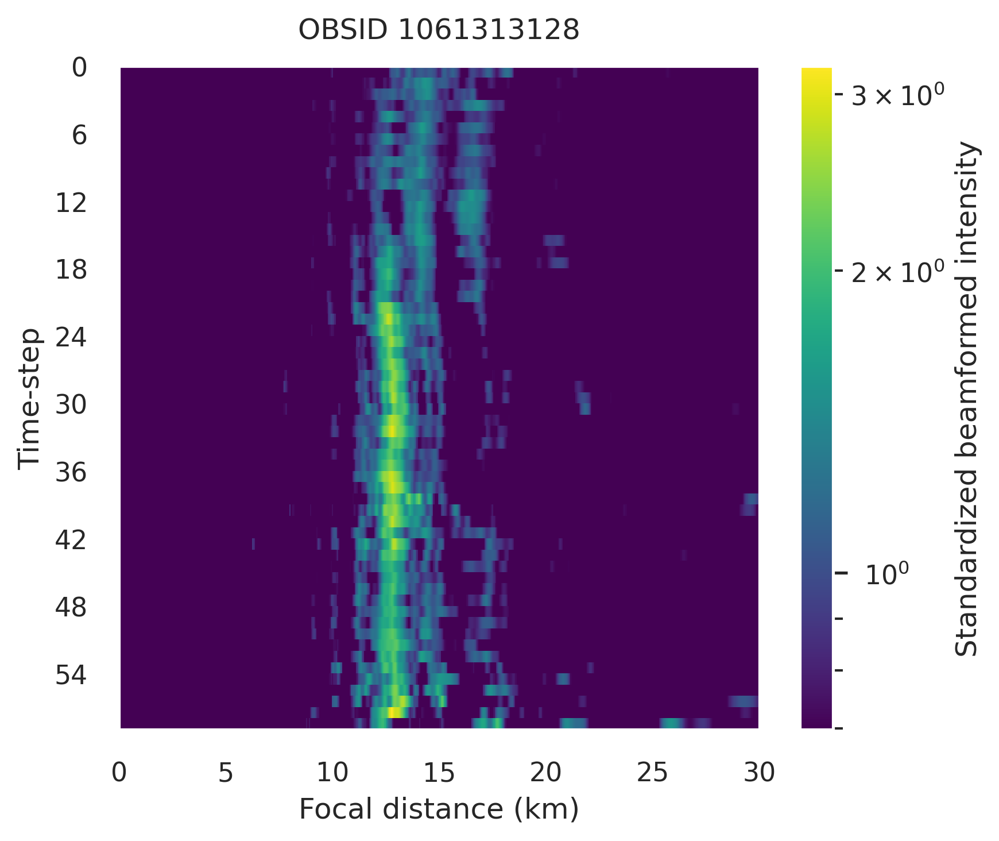 OBSID 1061313128
0
6
12
18
24
30
36
42
48
54
Time-step
0 5 10 15 20 25 30
Focal distance (km)
3 × 10⁰
2 × 10⁰
10⁰
Standardized beamformed intensity